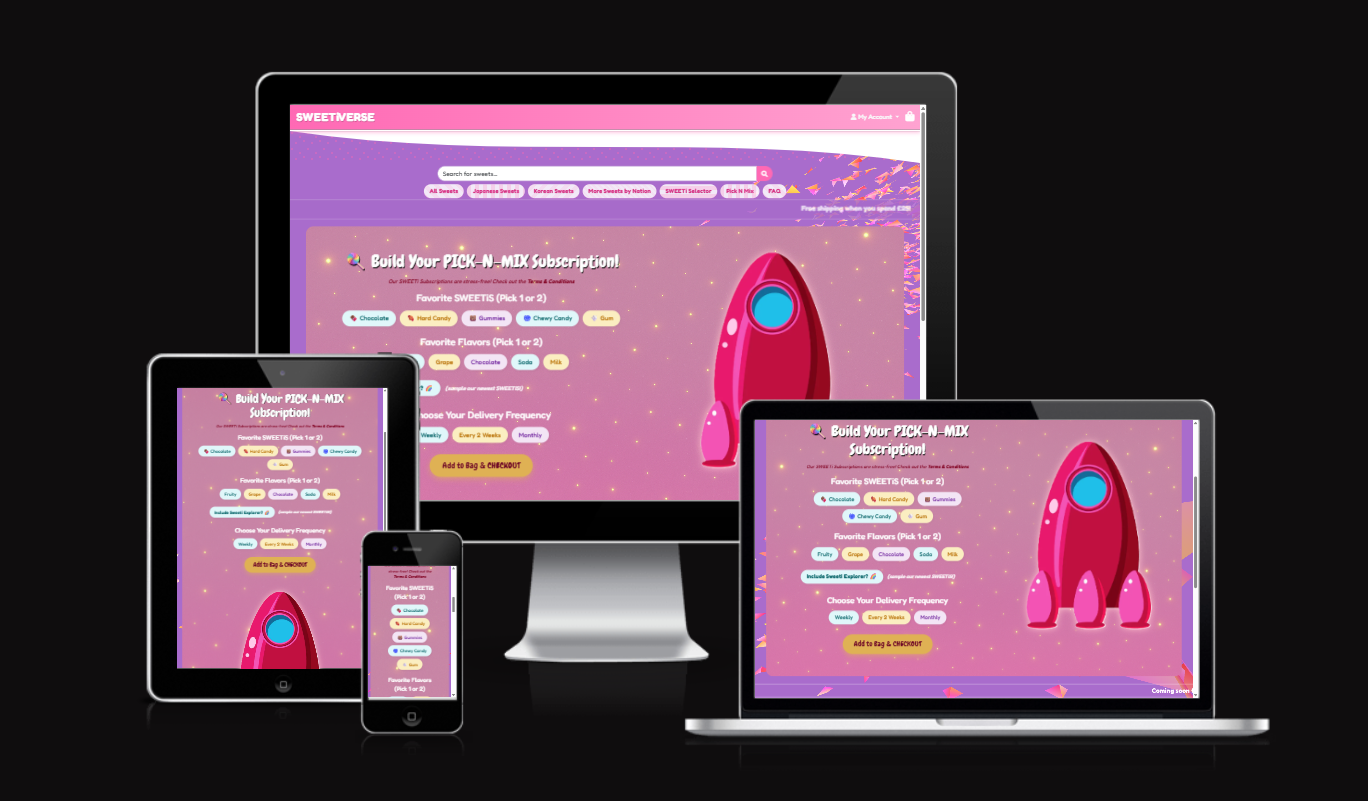 SWEETiVERSE
My Account
Search for sweets...
All Sweets
Japanese Sweets
Korean Sweets
More Sweets by Nation
SWEETi Selector
Pick N Mix
FAQ
Free shipping when you spend £25!
Build Your PICK-N-MIX Subscription!
Our SWEETi Subscriptions are stress-free! Check out the Terms & Conditions
Favorite SWEETiS (Pick 1 or 2)
Chocolate
Hard Candy
Gummies
Chewy Candy
Gum
Favorite Flavors (Pick 1 or 2)
Grape
Chocolate
Soda
Milk
(sample our newest SWEETiS!)
hoose Your Delivery Frequency
Weekly
Every 2 Weeks
Monthly
Add to Bag & CHECKOUT
Build Your PICK-N-MIX
Subscription!
Our SWEETi Subscriptions are stress-free! Check out the Terms & Conditions
Favorite SWEETiS (Pick 1 or 2)
Chocolate
Hard Candy
Gummies
Chewy Candy
Gum
Favorite Flavors (Pick 1 or 2)
Fruity
Grape
Chocolate
Soda
Milk
Include Sweeti Explorer?
(sample our newest SWEETiS!)
Choose Your Delivery Frequency
Weekly
Every 2 Weeks
Monthly
Add to Bag & CHECKOUT
stress-free! Check out the
Terms & Conditions
Favorite SWEETiS
(Pick 1 or 2)
Chocolate
Hard Candy
Gummies
Chewy Candy
Gum
Favorite Flavors
(Pick 1 or 2)
Build Your PICK-N-MIX
Subscription!
Our SWEETi Subscriptions are stress-free! Check out the Terms & Conditions
Favorite SWEETiS (Pick 1 or 2)
Chocolate
Hard Candy
Gummies
Chewy Candy
Gum
Favorite Flavors (Pick 1 or 2)
Fruity
Grape
Chocolate
Soda
Milk
Include Sweeti Explorer?
(sample our newest SWEETiS!)
Choose Your Delivery Frequency
Weekly
Every 2 Weeks
Monthly
Add to Bag & CHECKOUT
Coming soon